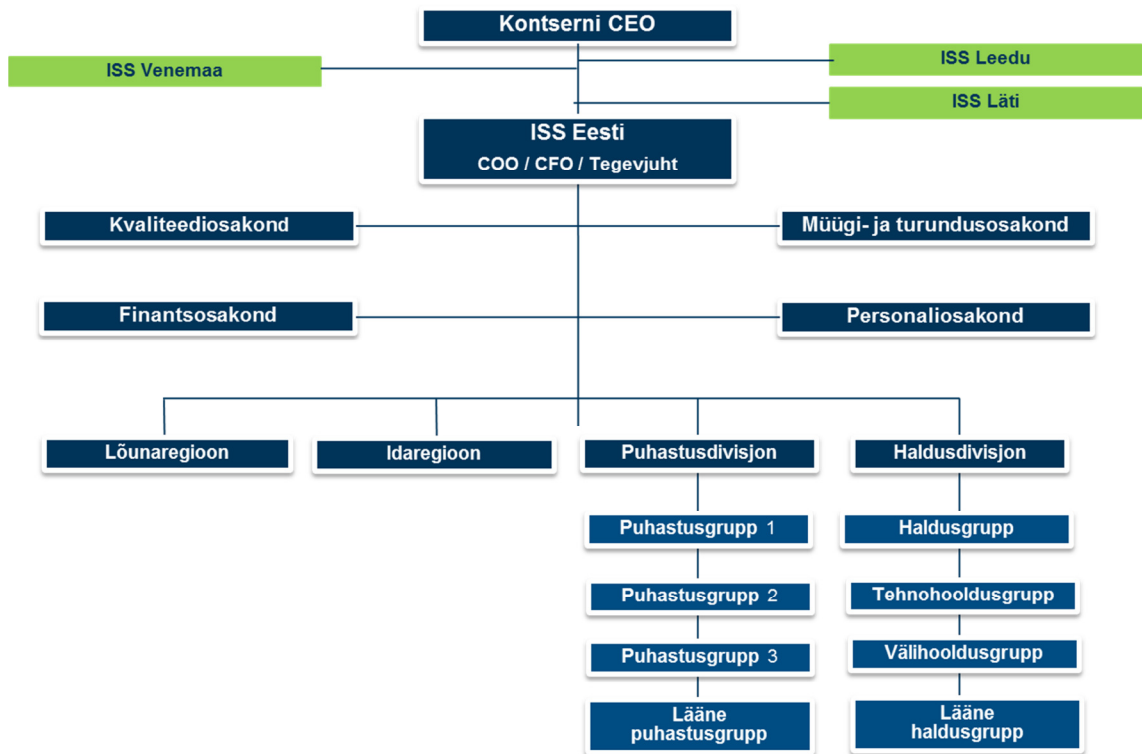 Kontserni CEO
ISS Venemaa
ISS Leedu
ISS Läti
ISS Eesti
COO / CFO / Tegevjuht
Kvaliteediosakond
Müügi- ja turundusosakond
Finantsosakond
Personaliosakond
Lõunaregioon
Idaregioon
Puhastusdivisjon
Haldusdivisjon
Puhastusgrupp 1
Haldusgrupp
Puhastusgrupp 2
Tehnohooldusgrupp
Puhastusgrupp 3
Välihooldusgrupp
Lääne
puhastusgrupp
Lääne
haldusgrupp